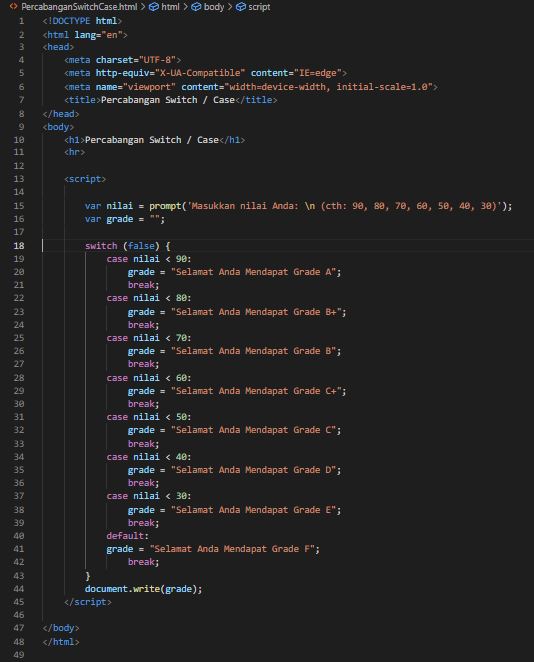 PercabanganSwitchCase.html > html > body > script
1 <!DOCTYPE html>
2 <html lang="en">
3 <head>
4 <meta charset="UTF-8">
5 <meta http-equiv="X-UA-Compatible" content="IE=edge">
6 <meta name="viewport" content="width=device-width, initial-scale=1.0">
7 <title>Percabangan Switch / Case</title>
8 </head>
9 <body>
10 <h1>Percabangan Switch / Case</h1>
11 <hr>
12
13 <script>
14
15 var nilai = prompt('Masukkan nilai Anda: \n (cth: 90, 80, 70, 60, 50, 40, 30)');
16 var grade = "";
17
18 switch (false) {
19 case nilai < 90:
20 grade = "Selamat Anda Mendapat Grade A";
21 break;
22 case nilai < 80:
23 grade = "Selamat Anda Mendapat Grade B+";
24 break;
25 case nilai < 70:
26 grade = "Selamat Anda Mendapat Grade B";
27 break;
28 case nilai < 60:
29 grade = "Selamat Anda Mendapat Grade C+";
30 break;
31 case nilai < 50:
32 grade = "Selamat Anda Mendapat Grade C";
33 break;
34 case nilai < 40:
35 grade = "Selamat Anda Mendapat Grade D";
36 break;
37 case nilai < 30:
38 grade = "Selamat Anda Mendapat Grade E";
39 break;
40 default:
41 grade = "Selamat Anda Mendapat Grade F";
42 break;
43 }
44 document.write(grade);
45 </script>
46
47 </body>
48 </html>
49